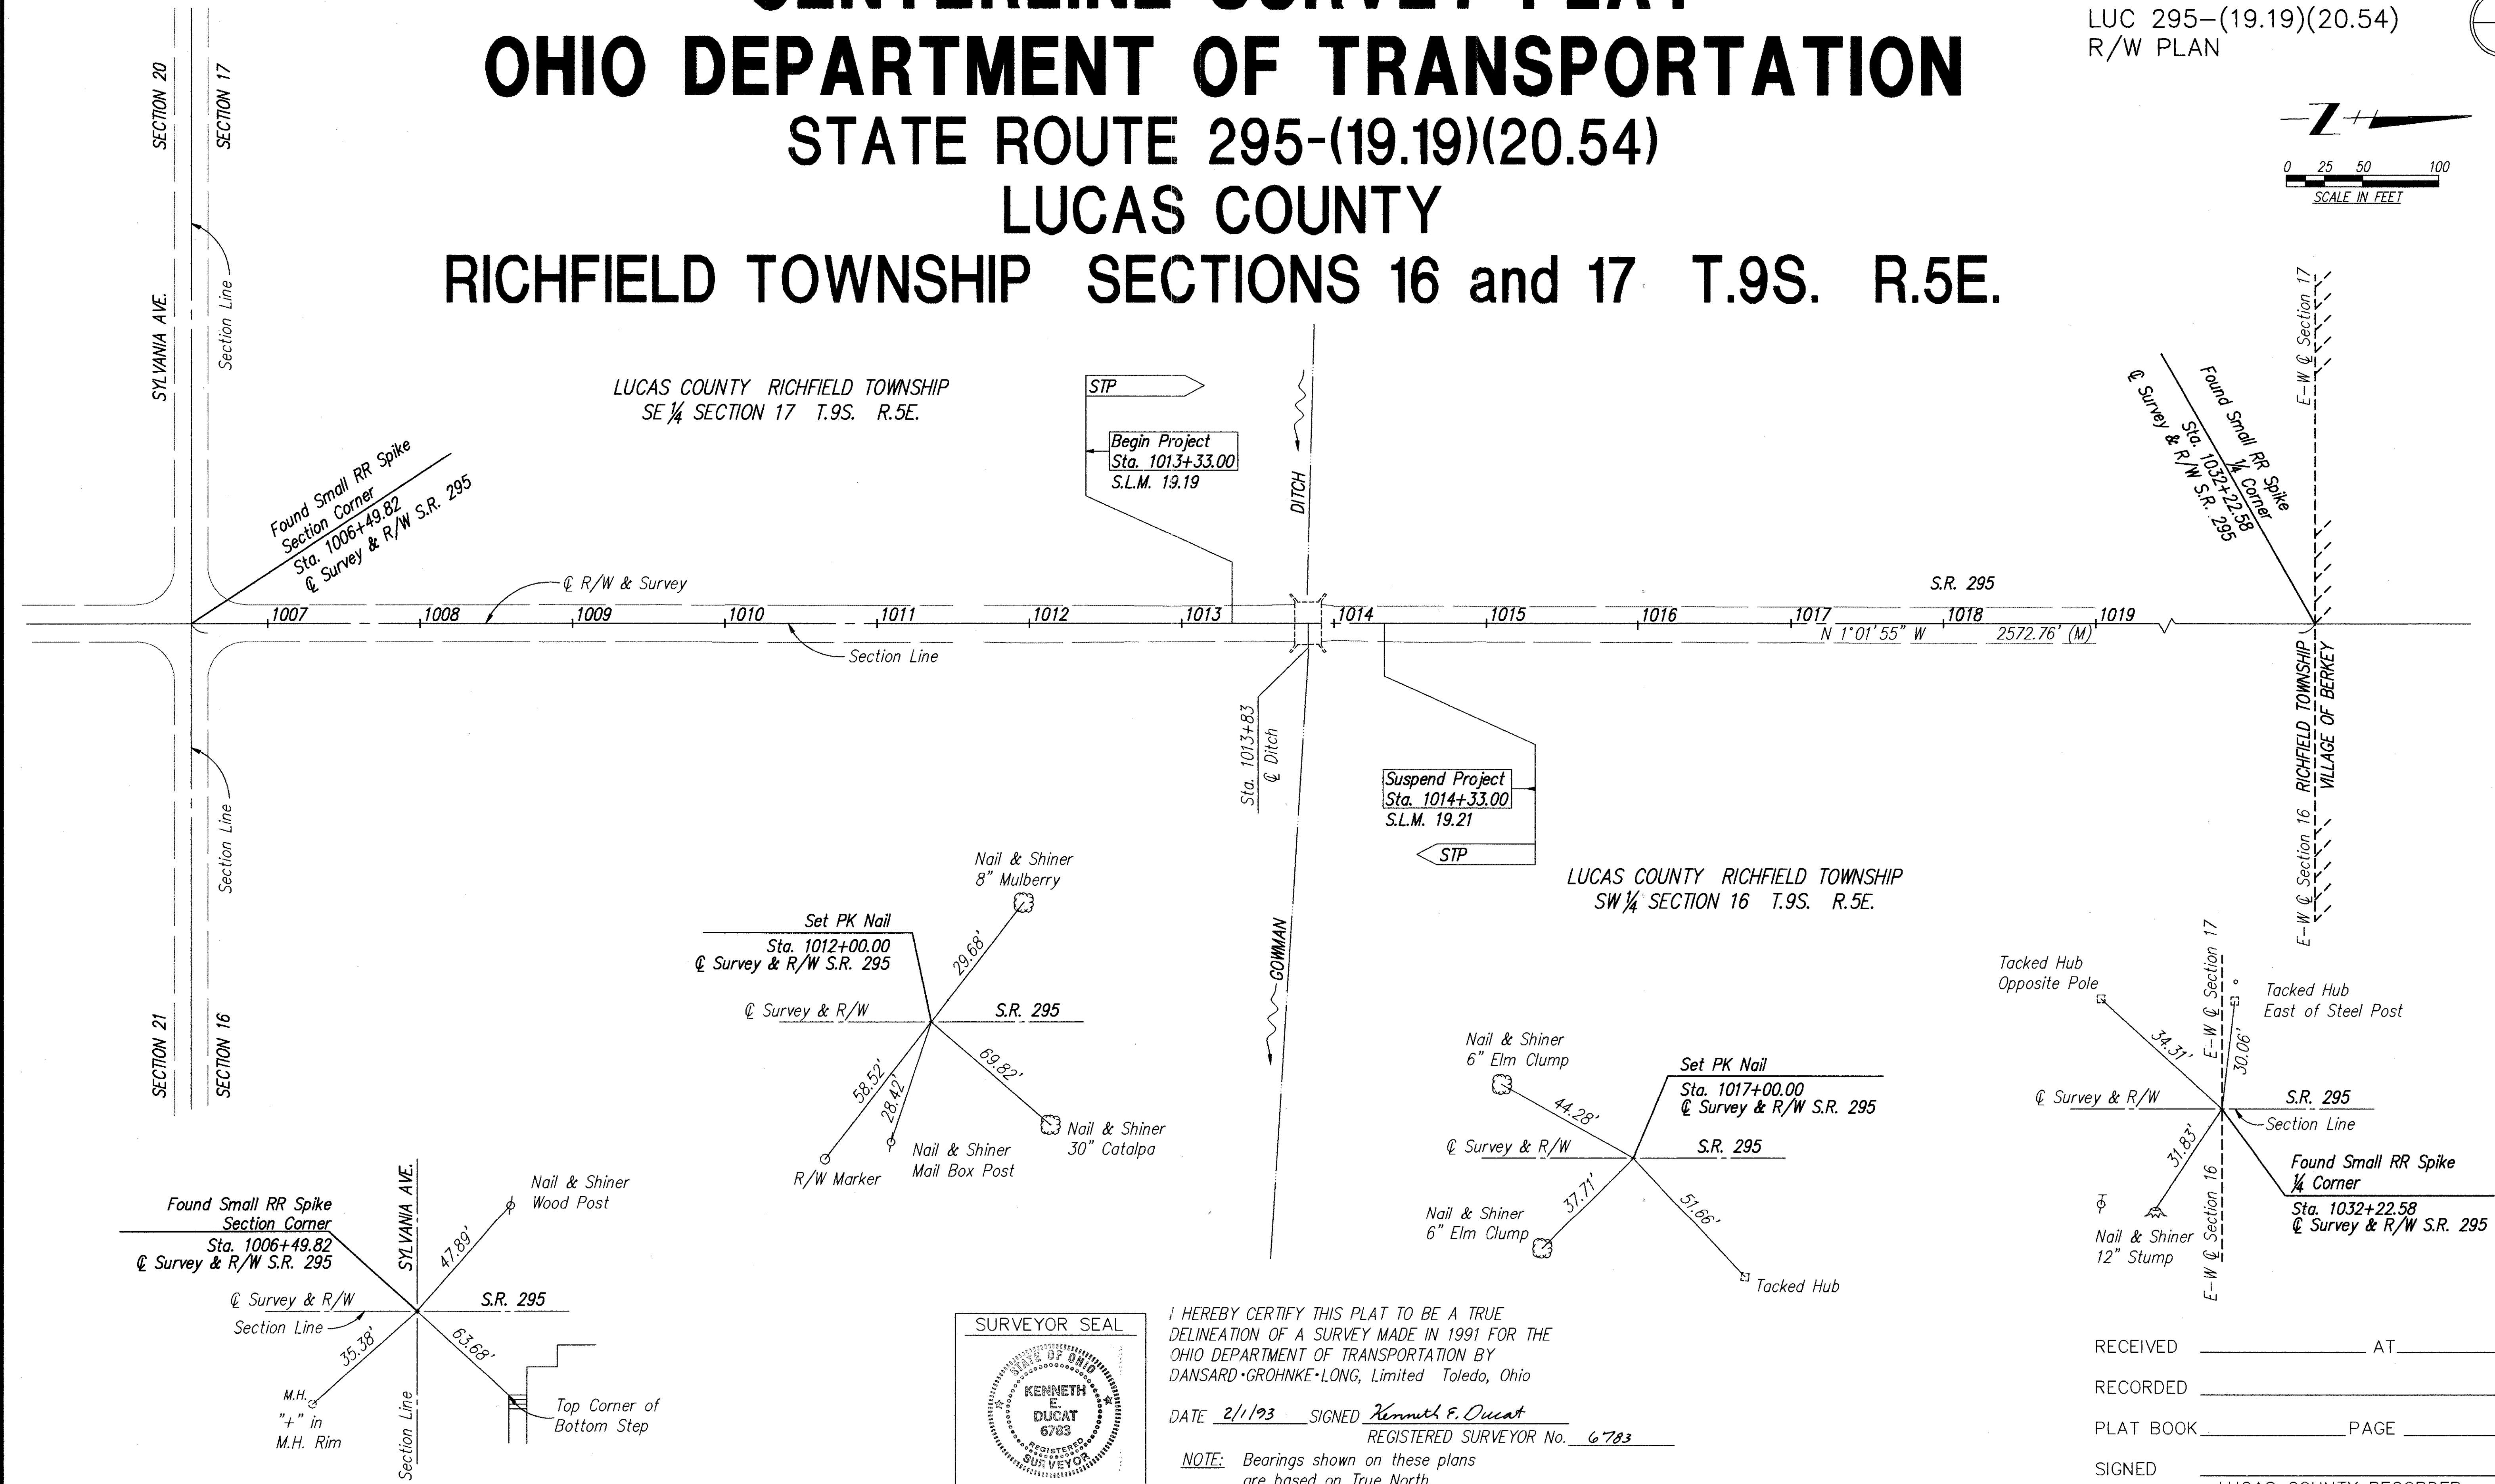 OHIO DEPARTMENT OF TRANSPORTATION
STATE ROUTE 295-(19.19)(20.54)
LUCAS COUNTY
RICHFIELD TOWNSHIP SECTIONS 16 and 17 T.9S. R.5E.
LUC 295-(19.19)(20.54)
R/W PLAN
Z
0 25 50 100
SCALE IN FEET
SECTION 20
SECTION 17
SYLVANIA AVE.
Section Line
LUCAS COUNTY RICHFIELD TOWNSHIP
SE 1/4 SECTION 17 T.9S. R.5E.
STP
Begin Project
Sta. 1013+33.00
S.L.M. 19.19
DITCH
E-W ℄ Section 17
Found Small RR Spike
1/4 Corner
Sta. 1032+22.58
℄ Survey & R/W S.R. 295
Found Small RR Spike
Section Corner
Sta. 1006+49.82
℄ Survey & R/W S.R. 295
℄ R/W & Survey
S.R. 295
1007 1008 1009 1010 1011 1012 1013 1014 1015 1016 1017 1018 1019
N 1°01'55" W 2572.76' (M)
Section Line
Section Line
SECTION 21
SECTION 16
Sta. 1013+83
℄ Ditch
Suspend Project
Sta. 1014+33.00
S.L.M. 19.21
STP
RICHFIELD TOWNSHIP
VILLAGE OF BERKEY
E-W ℄ Section 16
LUCAS COUNTY RICHFIELD TOWNSHIP
SW 1/4 SECTION 16 T.9S. R.5E.
GOWMAN
Nail & Shiner
8" Mulberry
Set PK Nail
Sta. 1012+00.00
℄ Survey & R/W S.R. 295
29.68'
℄ Survey & R/W
S.R. 295
58.52'
28.42'
69.82'
R/W Marker
Nail & Shiner
Mail Box Post
Nail & Shiner
30" Catalpa
Found Small RR Spike
Section Corner
Sta. 1006+49.82
℄ Survey & R/W S.R. 295
SYLVANIA AVE.
Nail & Shiner
Wood Post
47.89'
℄ Survey & R/W
S.R. 295
Section Line
35.38'
63.68'
M.H.
"+" in
M.H. Rim
Section Line
Top Corner of
Bottom Step
Nail & Shiner
6" Elm Clump
44.28'
Set PK Nail
Sta. 1017+00.00
℄ Survey & R/W S.R. 295
℄ Survey & R/W
S.R. 295
37.71'
51.66'
Nail & Shiner
6" Elm Clump
Tacked Hub
Tacked Hub
Opposite Pole
E-W ℄ Section 17
Tacked Hub
East of Steel Post
34.31'
30.06'
℄ Survey & R/W
S.R. 295
Section Line
31.83'
Found Small RR Spike
1/4 Corner
Sta. 1032+22.58
℄ Survey & R/W S.R. 295
Nail & Shiner
12" Stump
E-W ℄ Section 16
SURVEYOR SEAL
STATE OF OHIO
KENNETH
E.
DUCAT
6783
REGISTERED
SURVEYOR
I HEREBY CERTIFY THIS PLAT TO BE A TRUE
DELINEATION OF A SURVEY MADE IN 1991 FOR THE
OHIO DEPARTMENT OF TRANSPORTATION BY
DANSARD•GROHNKE•LONG, Limited Toledo, Ohio
DATE 2/1/93 SIGNED Kenneth E. Ducat
REGISTERED SURVEYOR No. 6783
NOTE: Bearings shown on these plans
are based on True North
RECEIVED AT
RECORDED
PLAT BOOK PAGE
SIGNED
LUCAS COUNTY RECORDER